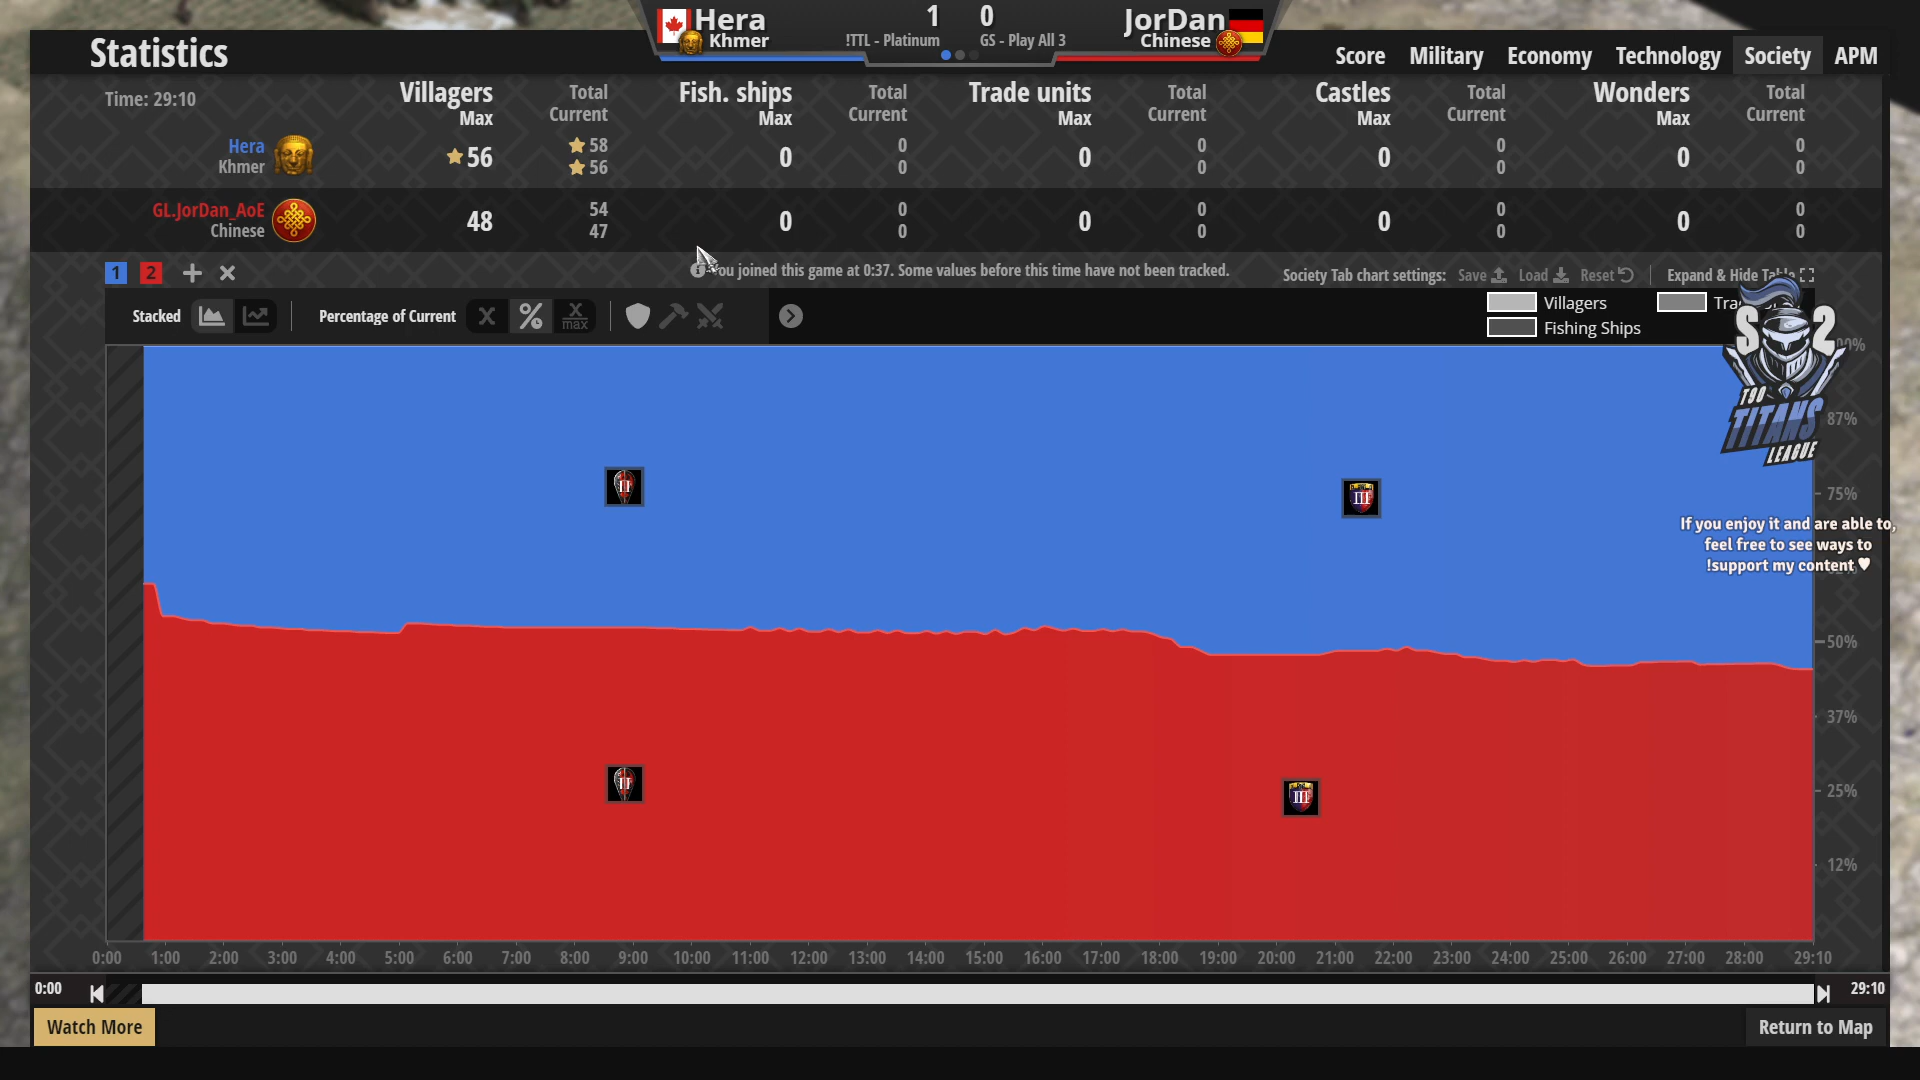 Hera 1 0 JorDan
Khmer !TTL - Platinum GS - Play All 3 Chinese
Statistics Score Military Economy Technology Society APM
Time: 29:10
Villagers Total Fish. ships Total Trade units Total Castles Total Wonders Total
Max Current Max Current Max Current Max Current Max Current
Hera 58 0 0 0 0
Khmer 56 56 0 0 0 0 0 0 0 0
GL.JorDan_AoE 54 0 0 0 0
Chinese 48 47 0 0 0 0 0 0 0 0
1 2 You joined this game at 0:37. Some values before this time have not been tracked. Society Tab chart settings: Save Load Reset Expand & Hide Table
Stacked Percentage of Current X % X max
Villagers
Fishing Ships
S 2
T90
TITANS
LEAGUE
87%
75%
If you enjoy it and are able to,
feel free to see ways to
!support my content ♥
50%
37%
25%
12%
II III
II III
0:00 1:00 2:00 3:00 4:00 5:00 6:00 7:00 8:00 9:00 10:00 11:00 12:00 13:00 14:00 15:00 16:00 17:00 18:00 19:00 20:00 21:00 22:00 23:00 24:00 25:00 26:00 27:00 28:00 29:10
0:00 29:10
Watch More Return to Map